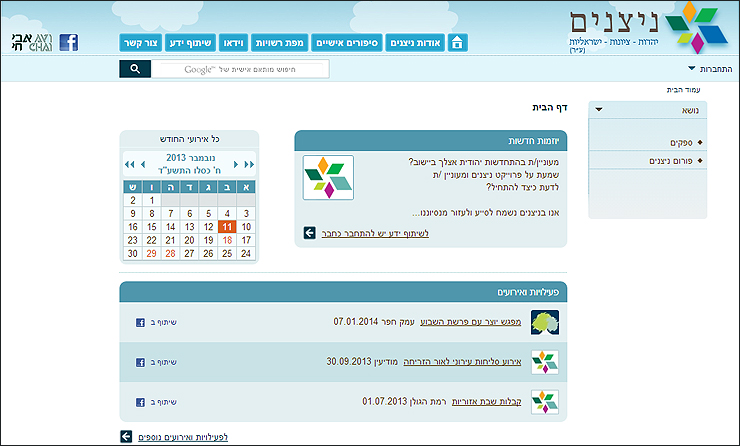 ניצנים
יהדות - ציונות - ישראליות
(ע"ר)
אודות ניצנים
סיפורים אישיים
מפת רשויות
וידאו
שיתוף ידע
צור קשר
אבי חי
AVI CHAI
התחברות
חיפוש מותאם אישית של Google™
עמוד הבית
נושא
ספקים
פורום ניצנים
דף הבית
יוזמות חדשות
מעוניין/ת בהתחדשות יהודית אצלך ביישוב?
שמעת על פרוייקט ניצנים ומעוניין /ת
לדעת כיצד להתחיל?
אנו בניצנים נשמח לסייע ולעזור מנסיוננו...
לשיתוף ידע יש להתחבר כחבר
כל אירועי החודש
נובמבר 2013
ח' כסלו התשע"ד
א ב ג ד ה ו ש
1 2
3 4 5 6 7 8 9
10 11 12 13 14 15 16
17 18 19 20 21 22 23
24 25 26 27 28 29 30
פעילויות ואירועים
מפגש יוצר עם פרשת השבוע עמק חפר 07.01.2014 שיתוף ב
אירוע סליחות עירוני לאור הזריחה מודיעין 30.09.2013 שיתוף ב
קבלות שבת אזוריות רמת הגולן 01.07.2013 שיתוף ב
לפעילויות ואירועים נוספים